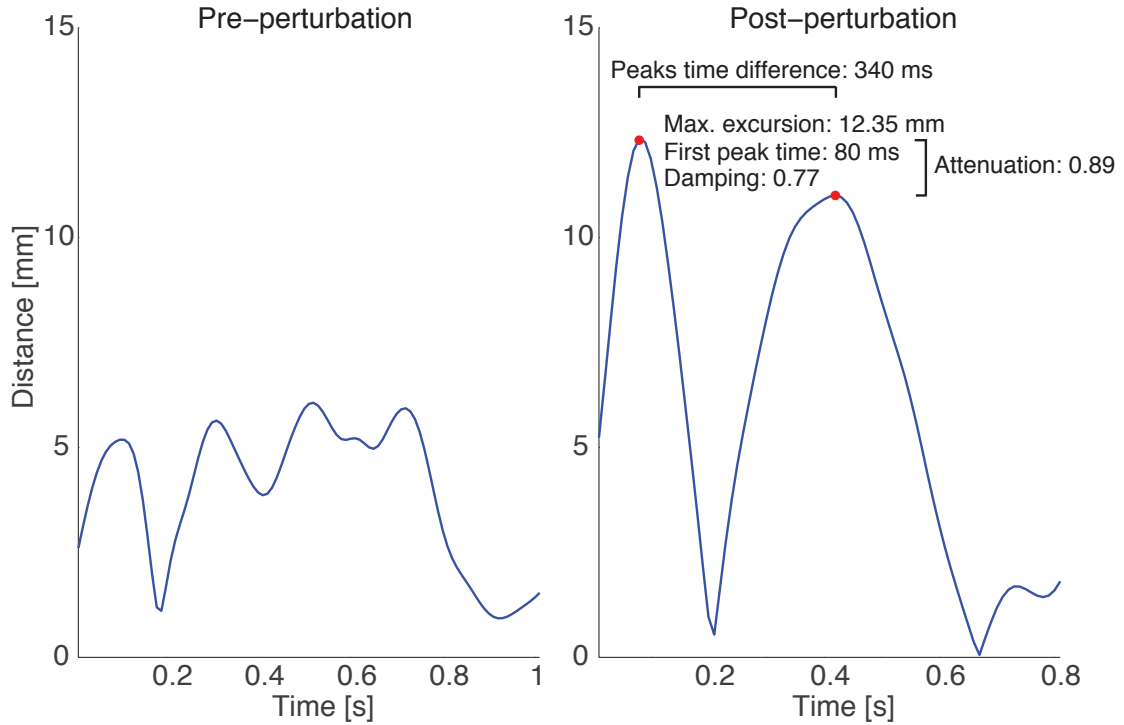 Pre−perturbation
15
10
5
0
0.2
0.4
0.6
0.8
1
Time [s]
Distance [mm]
Post−perturbation
15
10
5
0
0.2
0.4
0.6
0.8
Time [s]
Peaks time difference: 340 ms
Max. excursion: 12.35 mm
First peak time: 80 ms
Damping: 0.77
Attenuation: 0.89